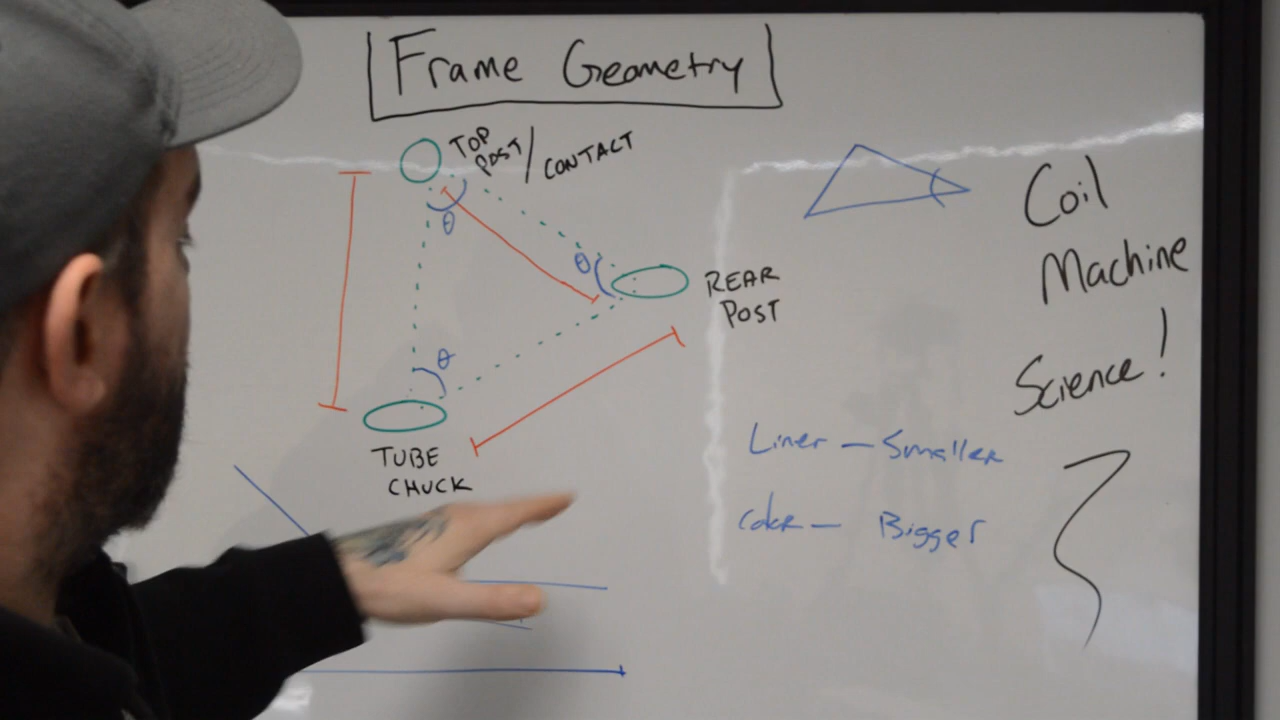 Frame Geometry
TOP
POST/
CONTACT
θ
θ
REAR
POST
θ
TUBE
CHUCK
Coil
Machine
Science!
Liner — Smaller
Color — Bigger